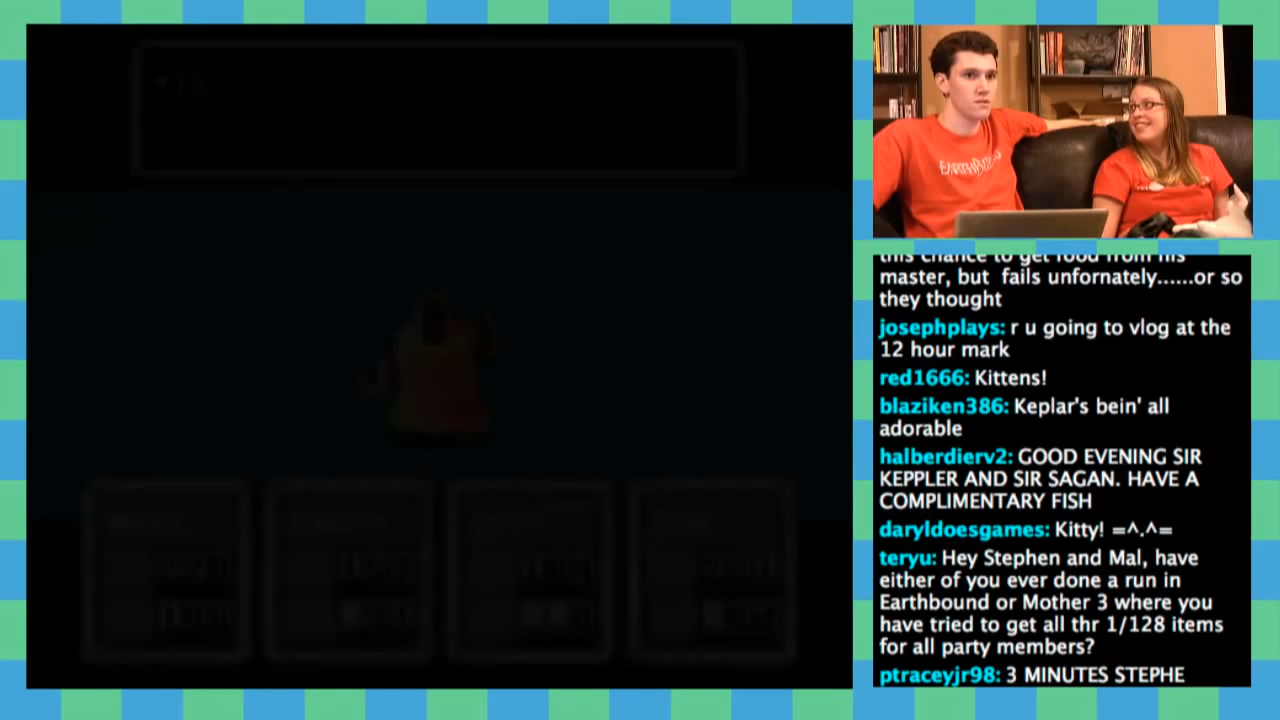 EARTHBOUND
this chance to get food from his
master, but fails unfornately......or so
they thought
josephplays: r u going to vlog at the
12 hour mark
red1666: Kittens!
blaziken386: Keplar's bein' all
adorable
halberdierv2: GOOD EVENING SIR
KEPPLER AND SIR SAGAN. HAVE A
COMPLIMENTARY FISH
daryldoesgames: Kitty! =^.^=
teryu: Hey Stephen and Mal, have
either of you ever done a run in
Earthbound or Mother 3 where you
have tried to get all thr 1/128 items
for all party members?
ptraceyjr98: 3 MINUTES STEPHE